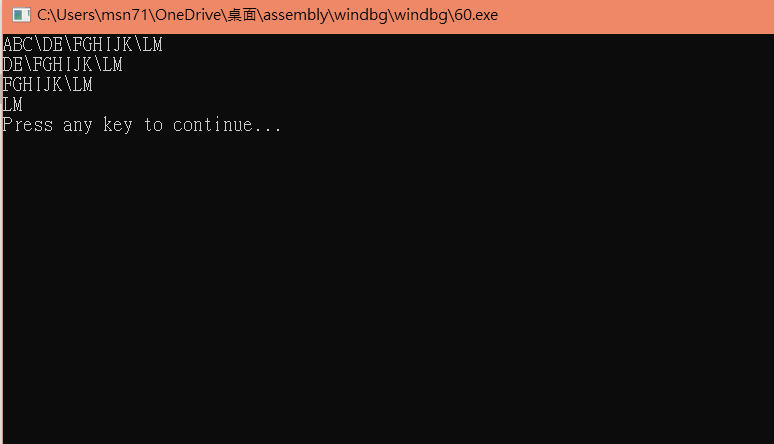 C:\Users\msn71\OneDrive\桌面\assembly\windbg\windbg\60.exe
ABC\DE\FGHIJK\LM
DE\FGHIJK\LM
FGHIJK\LM
LM
Press any key to continue...